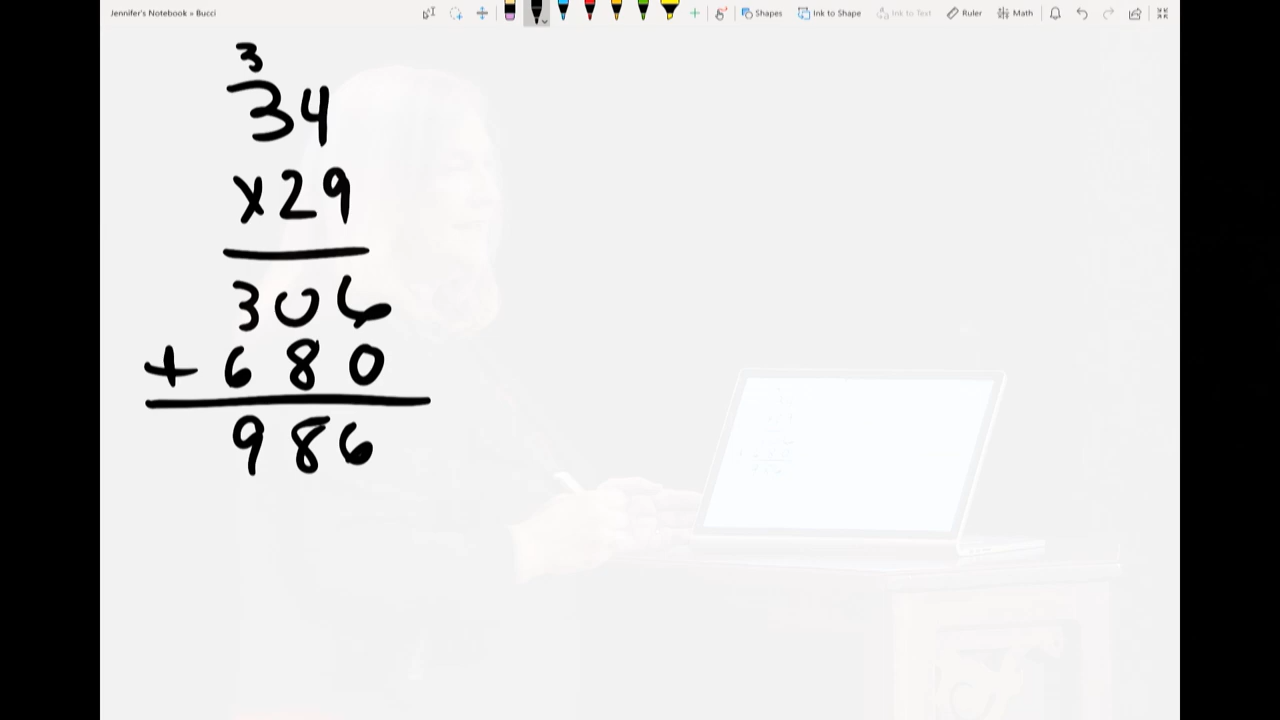 Jennifer's Notebook » Bucci
Shapes Ink to Shape Ink to Text Ruler Math
3
34
x29
306
+ 680
986